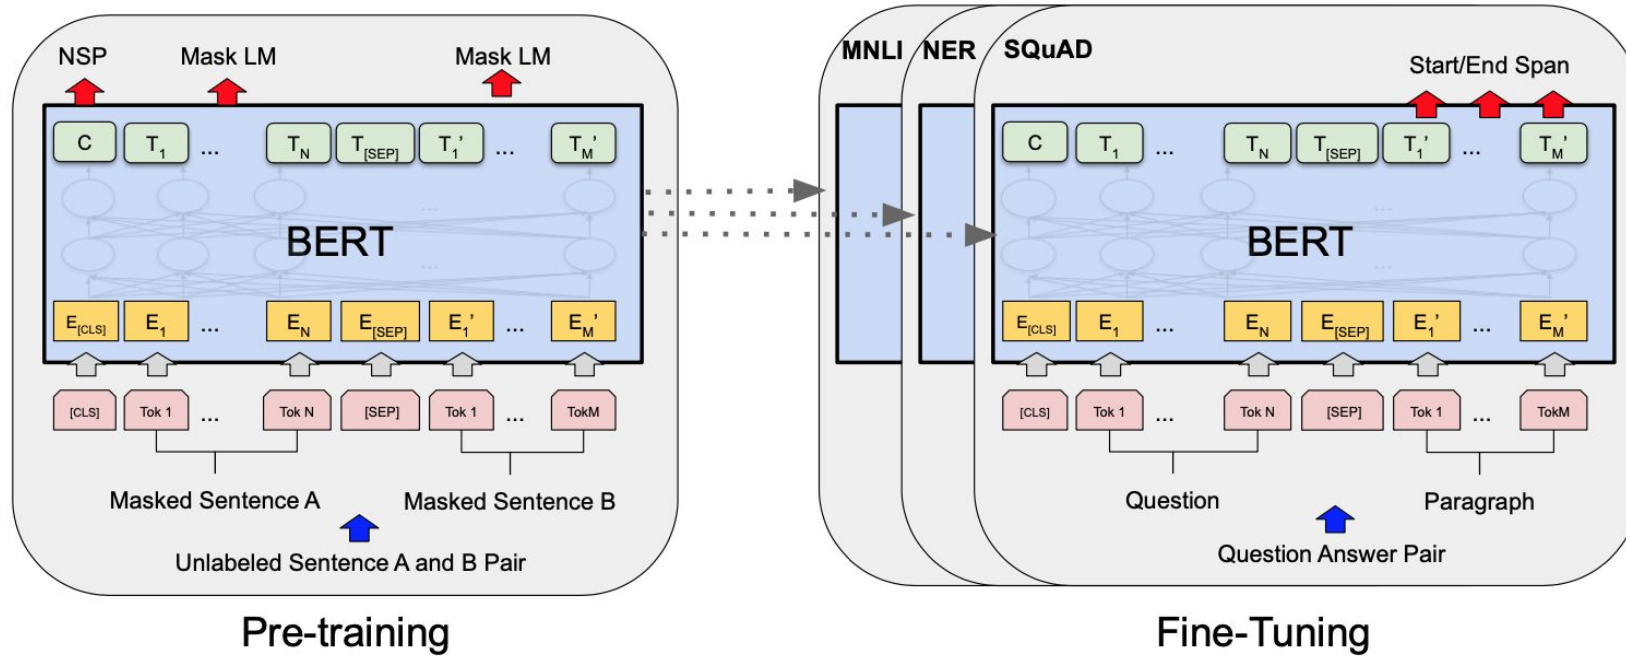 NSP Mask LM Mask LM
C T1 ... TN T[SEP] T1' ... TM'
...
BERT
...
E[CLS] E1 ... EN E[SEP] E1' ... EM'
[CLS] Tok 1 ... Tok N [SEP] Tok 1 ... TokM
Masked Sentence A Masked Sentence B
Unlabeled Sentence A and B Pair
Pre-training
MNLI NER SQuAD
Start/End Span
C T1 ... TN T[SEP] T1' ... TM'
...
BERT
...
E[CLS] E1 ... EN E[SEP] E1' ... EM'
[CLS] Tok 1 ... Tok N [SEP] Tok 1 ... TokM
Question Paragraph
Question Answer Pair
Fine-Tuning